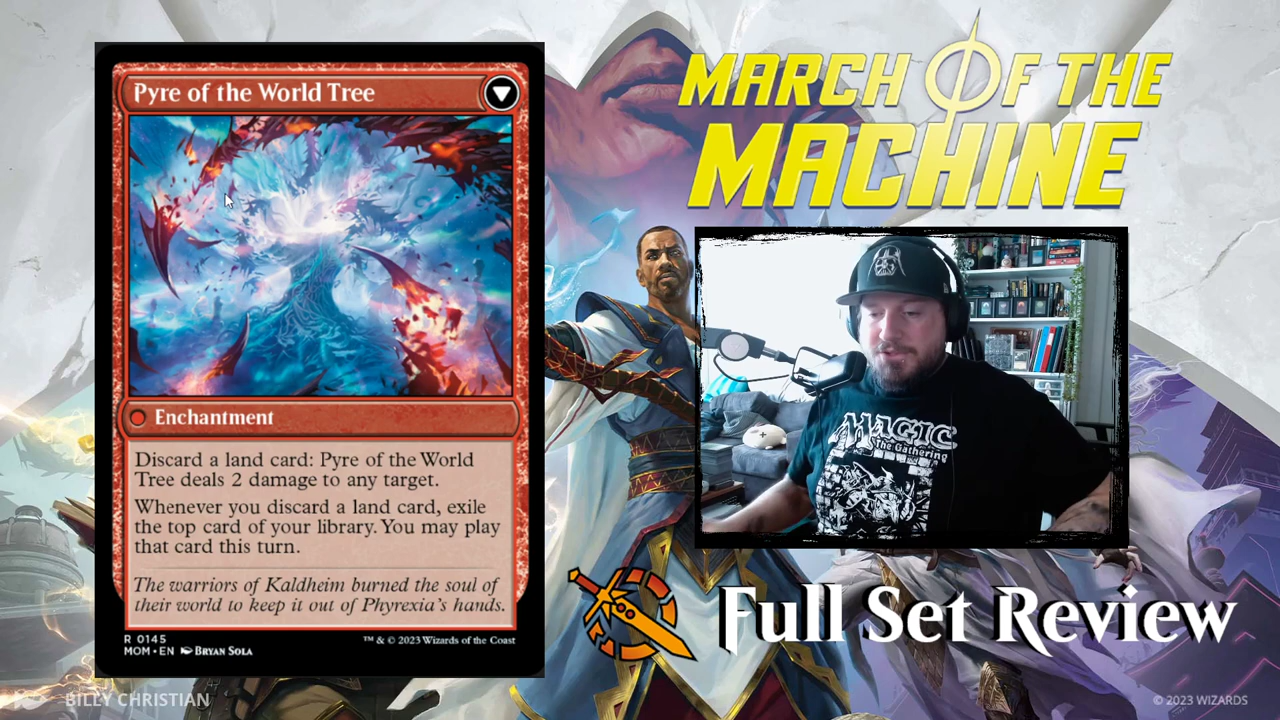 Pyre of the World Tree
Enchantment
Discard a land card: Pyre of the World
Tree deals 2 damage to any target.
Whenever you discard a land card, exile
the top card of your library. You may play
that card this turn.
The warriors of Kaldheim burned the soul of
their world to keep it out of Phyrexia's hands.
R 0145
MOM • EN BRYAN SOLA
™ & © 2023 Wizards of the Coast
MARCH OF THE
MACHINE
MAGIC
The Gathering
Full Set Review
BILLY CHRISTIAN
© 2023 WIZARDS